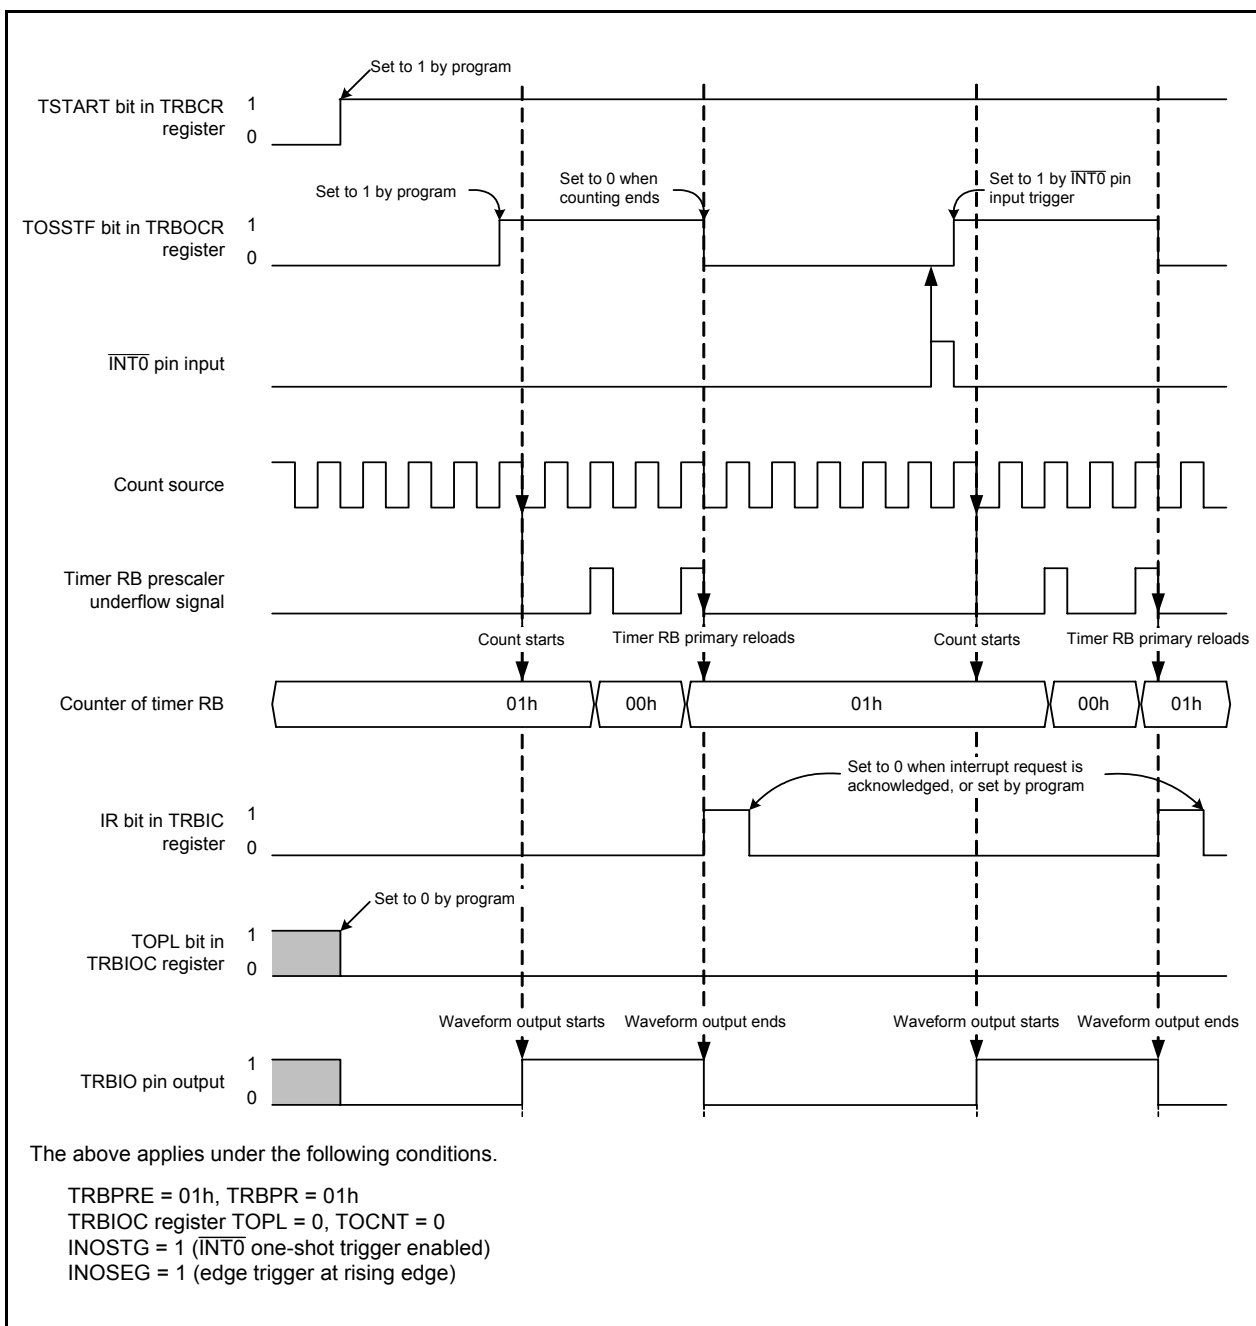 Set to 1 by program
TSTART bit in TRBCR
register
1
0
Set to 1 by program
Set to 0 when
counting ends
Set to 1 by INT0 pin
input trigger
TOSSTF bit in TRBOCR
register
1
0
INT0 pin input
Count source
Timer RB prescaler
underflow signal
Count starts
Timer RB primary reloads
Count starts
Timer RB primary reloads
Counter of timer RB
01h
00h
01h
00h
01h
Set to 0 when interrupt request is
acknowledged, or set by program
IR bit in TRBIC
register
1
0
Set to 0 by program
TOPL bit in
TRBIOC register
1
0
Waveform output starts
Waveform output ends
Waveform output starts
Waveform output ends
TRBIO pin output
1
0
The above applies under the following conditions.
TRBPRE = 01h, TRBPR = 01h
TRBIOC register TOPL = 0, TOCNT = 0
INOSTG = 1 (INT0 one-shot trigger enabled)
INOSEG = 1 (edge trigger at rising edge)